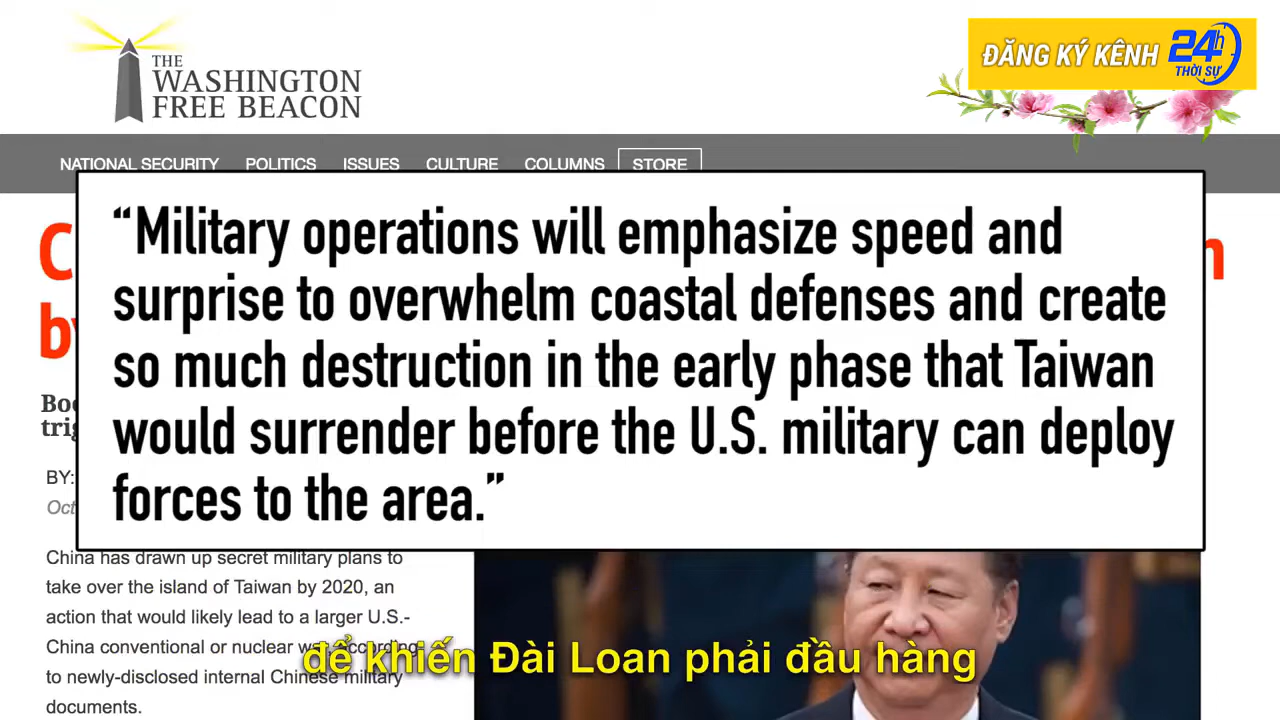 THE
WASHINGTON
FREE BEACON
ĐĂNG KÝ KÊNH
24h
THỜI SỰ
NATIONAL SECURITY POLITICS ISSUES CULTURE COLUMNS STORE
“Military operations will emphasize speed and
surprise to overwhelm coastal defenses and create
so much destruction in the early phase that Taiwan
would surrender before the U.S. military can deploy
forces to the area.”
BY:
China has drawn up secret military plans to
take over the island of Taiwan by 2020, an
action that would likely lead to a larger U.S.-
China conventional or nuclear
to newly-disclosed internal Chinese military
documents.
để khiến Đài Loan phải đầu hàng